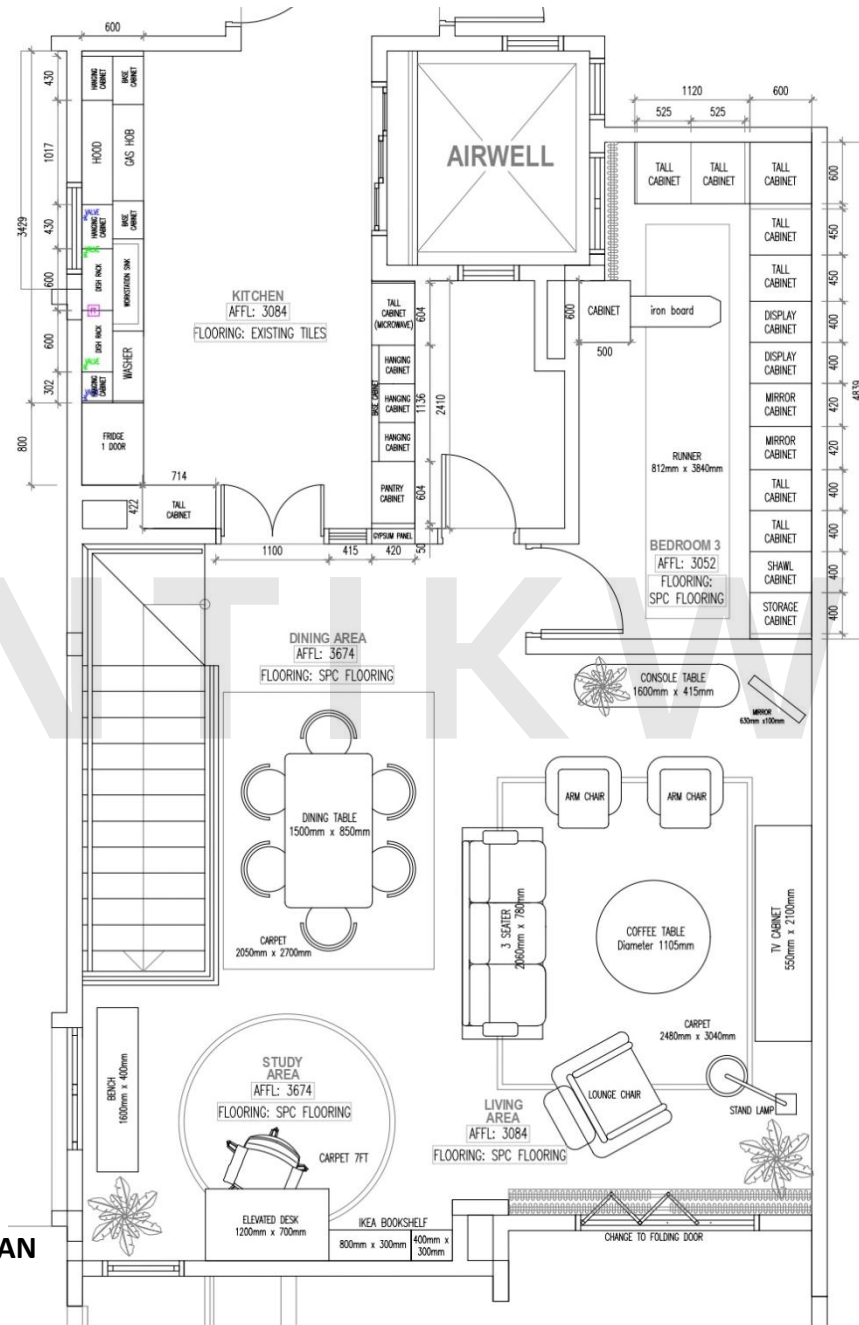 600
430
1017
430
600
600
302
3429
800
HANGING
CABINET
BASE
CABINET
HOOD
GAS HOB
VALVE
HANGING
CABINET
BASE
CABINET
VALVE
DISH RACK
WORKSTATION SINK
DISH RACK
VALVE
WASHER
HANGING
CABINET
FRIDGE
1 DOOR
422
714
TALL
CABINET
KITCHEN
AFFL: 3084
FLOORING: EXISTING TILES
TALL
CABINET
(MICROWAVE)
HANGING
CABINET
BASE CABINET
HANGING
CABINET
HANGING
CABINET
PANTRY
CABINET
GYPSUM PANEL
604
1136
604
2410
50
1100
415
420
AIRWELL
1120
600
525
525
TALL
CABINET
TALL
CABINET
TALL
CABINET
600
TALL
CABINET
450
TALL
CABINET
450
DISPLAY
CABINET
400
DISPLAY
CABINET
400
MIRROR
CABINET
420
MIRROR
CABINET
420
TALL
CABINET
400
TALL
CABINET
400
SHAWL
CABINET
400
STORAGE
CABINET
400
4839
600
CABINET
500
iron board
RUNNER
812mm x 3840mm
BEDROOM 3
AFFL: 3052
FLOORING:
SPC FLOORING
NTIKW
DINING AREA
AFFL: 3674
FLOORING: SPC FLOORING
DINING TABLE
1500mm x 850mm
CARPET
2050mm x 2700mm
CONSOLE TABLE
1600mm x 415mm
MIRROR
630mm x100mm
ARM CHAIR
ARM CHAIR
3 SEATER
2060mm x 780mm
COFFEE TABLE
Diameter 1105mm
TV CABINET
550mm x 2100mm
CARPET
2480mm x 3040mm
LOUNGE CHAIR
STAND LAMP
LIVING
AREA
AFFL: 3084
FLOORING: SPC FLOORING
BENCH
1600mm x 400mm
STUDY
AREA
AFFL: 3674
FLOORING: SPC FLOORING
CARPET 7FT
ELEVATED DESK
1200mm x 700mm
IKEA BOOKSHELF
800mm x 300mm
400mm x
300mm
CHANGE TO FOLDING DOOR
AN